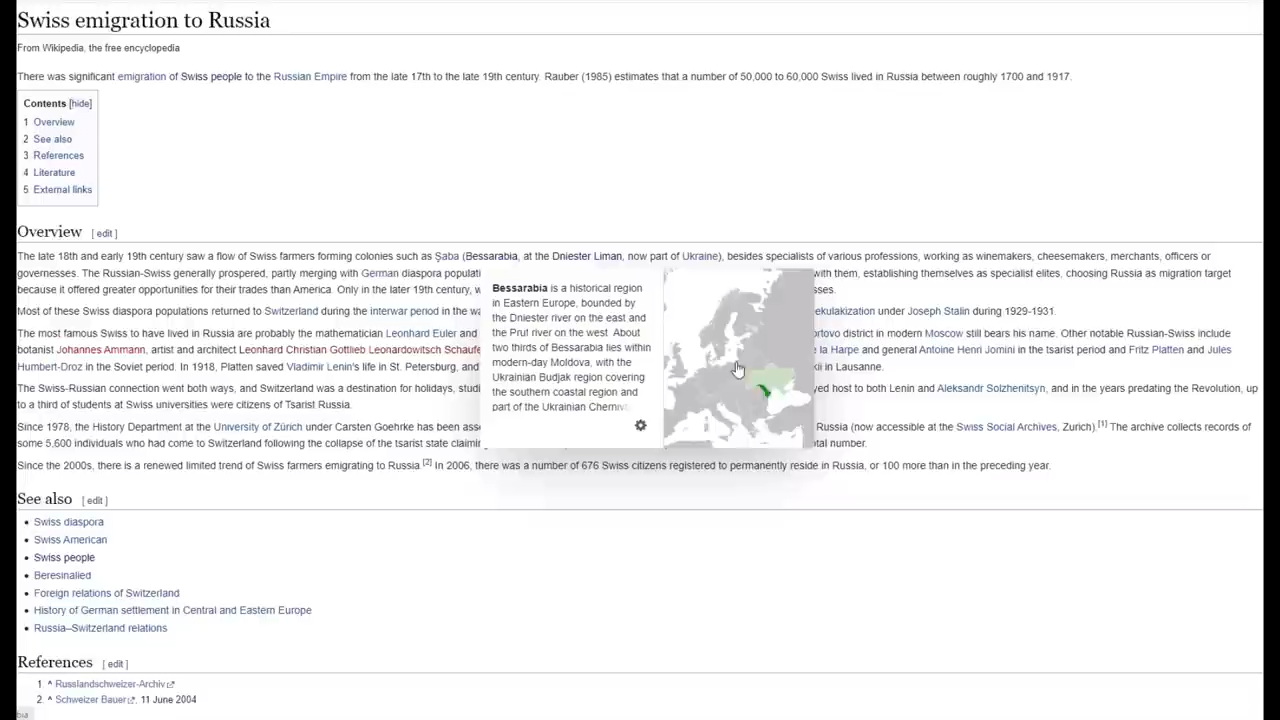 Swiss emigration to Russia
From Wikipedia, the free encyclopedia
There was significant emigration of Swiss people to the Russian Empire from the late 17th to the late 19th century. Rauber (1985) estimates that a number of 50,000 to 60,000 Swiss lived in Russia between roughly 1700 and 1917.
Contents [hide]
1 Overview
2 See also
3 References
4 Literature
5 External links
Overview [ edit ]
The late 18th and early 19th century saw a flow of Swiss farmers forming colonies such as Şaba (Bessarabia, at the Dniester Liman, now part of Ukraine), besides specialists of various professions, working as winemakers, cheesemakers, merchants, officers or
governesses. The Russian-Swiss generally prospered, partly merging with German diaspora populati with them, establishing themselves as specialist elites, choosing Russia as migration target
because it offered greater opportunities for their trades than America. Only in the later 19th century, w ses.
Most of these Swiss diaspora populations returned to Switzerland during the interwar period in the wa ekulakization under Joseph Stalin during 1929-1931.
The most famous Swiss to have lived in Russia are probably the mathematician Leonhard Euler and ortovo district in modern Moscow still bears his name. Other notable Russian-Swiss include
botanist Johannes Ammann, artist and architect Leonhard Christian Gottlieb Leonardowitsch Schaufe la Harpe and general Antoine Henri Jomini in the tsarist period and Fritz Platten and Jules
Humbert-Droz in the Soviet period. In 1918, Platten saved Vladimir Lenin's life in St. Petersburg, and kii in Lausanne.
The Swiss-Russian connection went both ways, and Switzerland was a destination for holidays, studi yed host to both Lenin and Aleksandr Solzhenitsyn, and in the years predating the Revolution, up
to a third of students at Swiss universities were citizens of Tsarist Russia.
Since 1978, the History Department at the University of Zürich under Carsten Goehrke has been ass Russia (now accessible at the Swiss Social Archives, Zurich).[1] The archive collects records of
some 5,600 individuals who had come to Switzerland following the collapse of the tsarist state claimin tal number.
Since the 2000s, there is a renewed limited trend of Swiss farmers emigrating to Russia [2] In 2006, there was a number of 676 Swiss citizens registered to permanently reside in Russia, or 100 more than in the preceding year.
Bessarabia is a historical region
in Eastern Europe, bounded by
the Dniester river on the east and
the Prut river on the west. About
two thirds of Bessarabia lies within
modern-day Moldova, with the
Ukrainian Budjak region covering
the southern coastal region and
part of the Ukrainian Cherniv
See also [ edit ]
• Swiss diaspora
• Swiss American
• Swiss people
• Beresinalied
• Foreign relations of Switzerland
• History of German settlement in Central and Eastern Europe
• Russia–Switzerland relations
References [ edit ]
1. ^ Russlandschweizer-Archiv
2. ^ Schweizer Bauer, 11 June 2004
bia